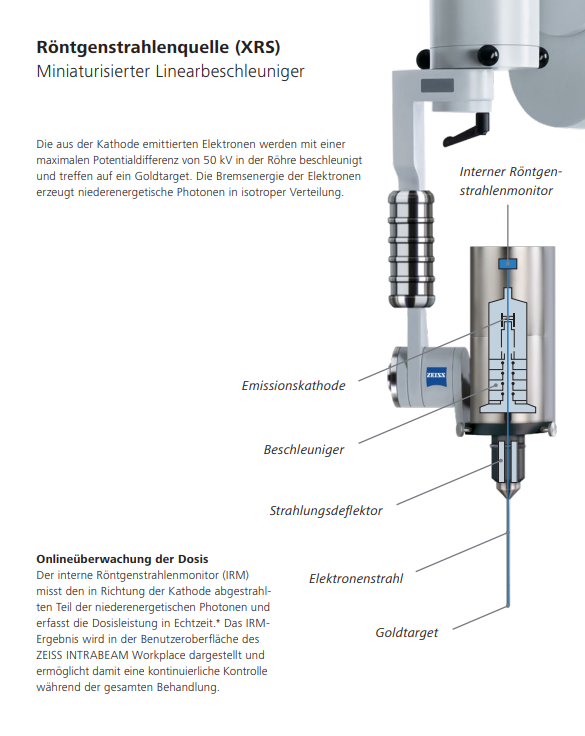 Röntgenstrahlenquelle (XRS)
Miniaturisierter Linearbeschleuniger
Die aus der Kathode emittierten Elektronen werden mit einer
maximalen Potentialdifferenz von 50 kV in der Röhre beschleunigt
und treffen auf ein Goldtarget. Die Bremsenergie der Elektronen
erzeugt niederenergetische Photonen in isotroper Verteilung.
Interner Röntgen-
strahlenmonitor
ZEISS
Emissionskathode
Beschleuniger
Strahlungsdeflektor
Elektronenstrahl
Goldtarget
Onlineüberwachung der Dosis
Der interne Röntgenstrahlenmonitor (IRM)
misst den in Richtung der Kathode abgestrahl-
ten Teil der niederenergetischen Photonen und
erfasst die Dosisleistung in Echtzeit.* Das IRM-
Ergebnis wird in der Benutzeroberfläche des
ZEISS INTRABEAM Workplace dargestellt und
ermöglicht damit eine kontinuierliche Kontrolle
während der gesamten Behandlung.